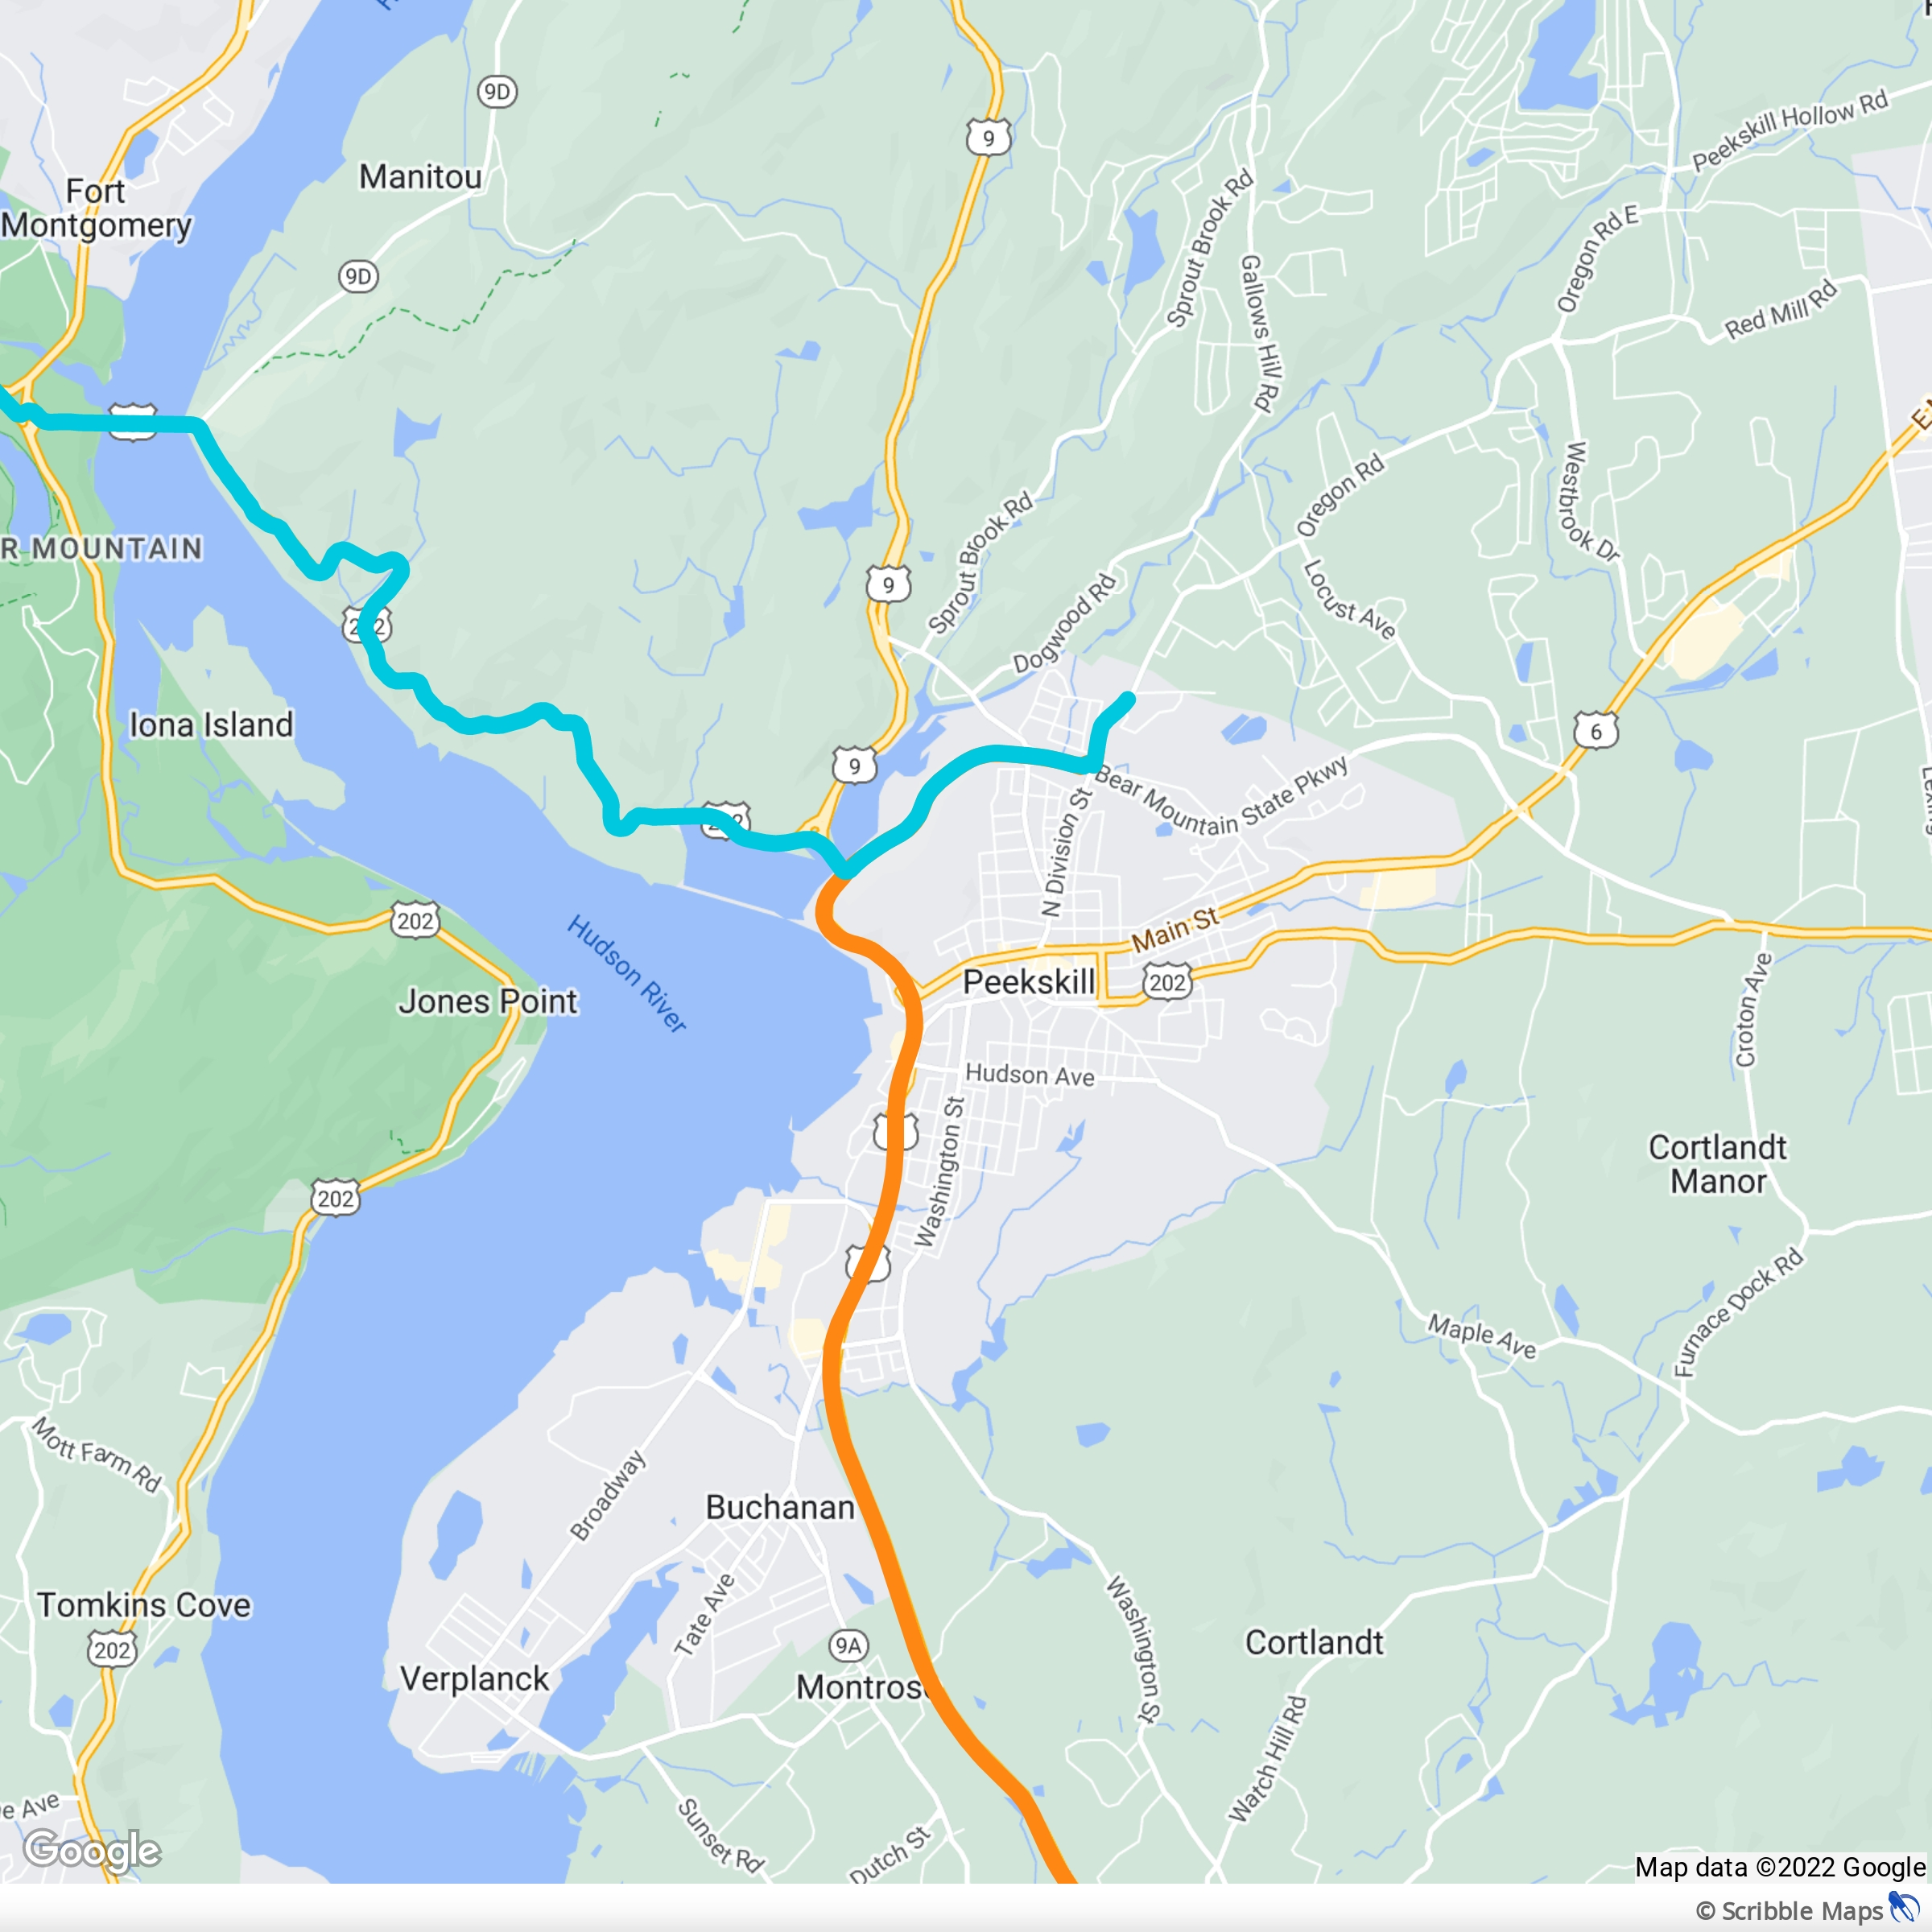 9D
Manitou
Fort
Montgomery
9D
9
Sprout Brook Rd
Gallows Hill Rd
Peekskill Hollow Rd
Oregon Rd E
Red Mill Rd
Westbrook Dr
Oregon Rd
Locust Ave
R MOUNTAIN
9
Sprout Brook Rd
Dogwood Rd
Iona Island
6
9
Bear Mountain State Pkwy
N Division St
202
Hudson River
Main St
Peekskill
202
Jones Point
Hudson Ave
Croton Ave
Washington St
Cortlandt
Manor
202
Furnace Dock Rd
Maple Ave
Mott Farm Rd
Broadway
Buchanan
Tate Ave
Washington St
Tomkins Cove
202
9A
Cortlandt
Verplanck
Montrose
Watch Hill Rd
e Ave
Sunset Rd
Dutch St
Google
Map data ©2022 Google
© Scribble Maps